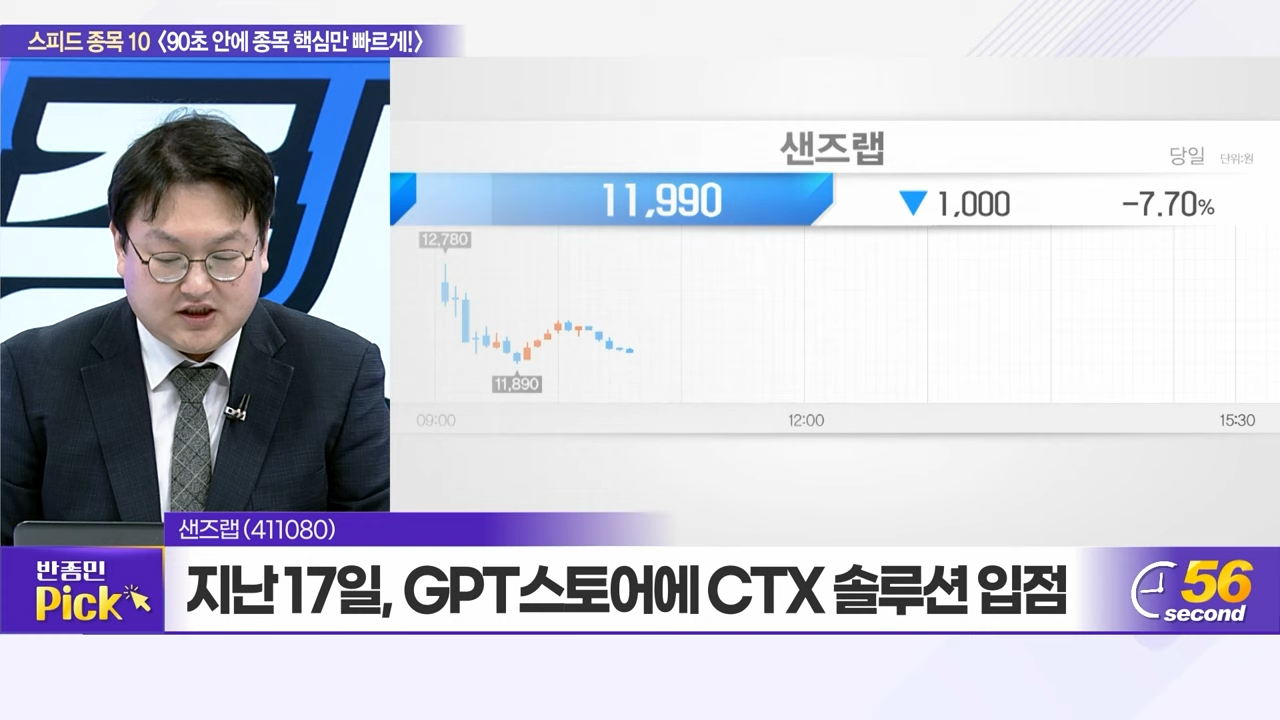 스피드 종목 10 〈90초 안에 종목 핵심만 빠르게!〉
샌즈랩
당일 단위:원
11,990 ▼ 1,000 -7.70%
12,780
11,890
09:00 12:00 15:30
샌즈랩(411080)
반종민
Pick
지난 17일, GPT스토어에 CTX 솔루션 입점
56
second